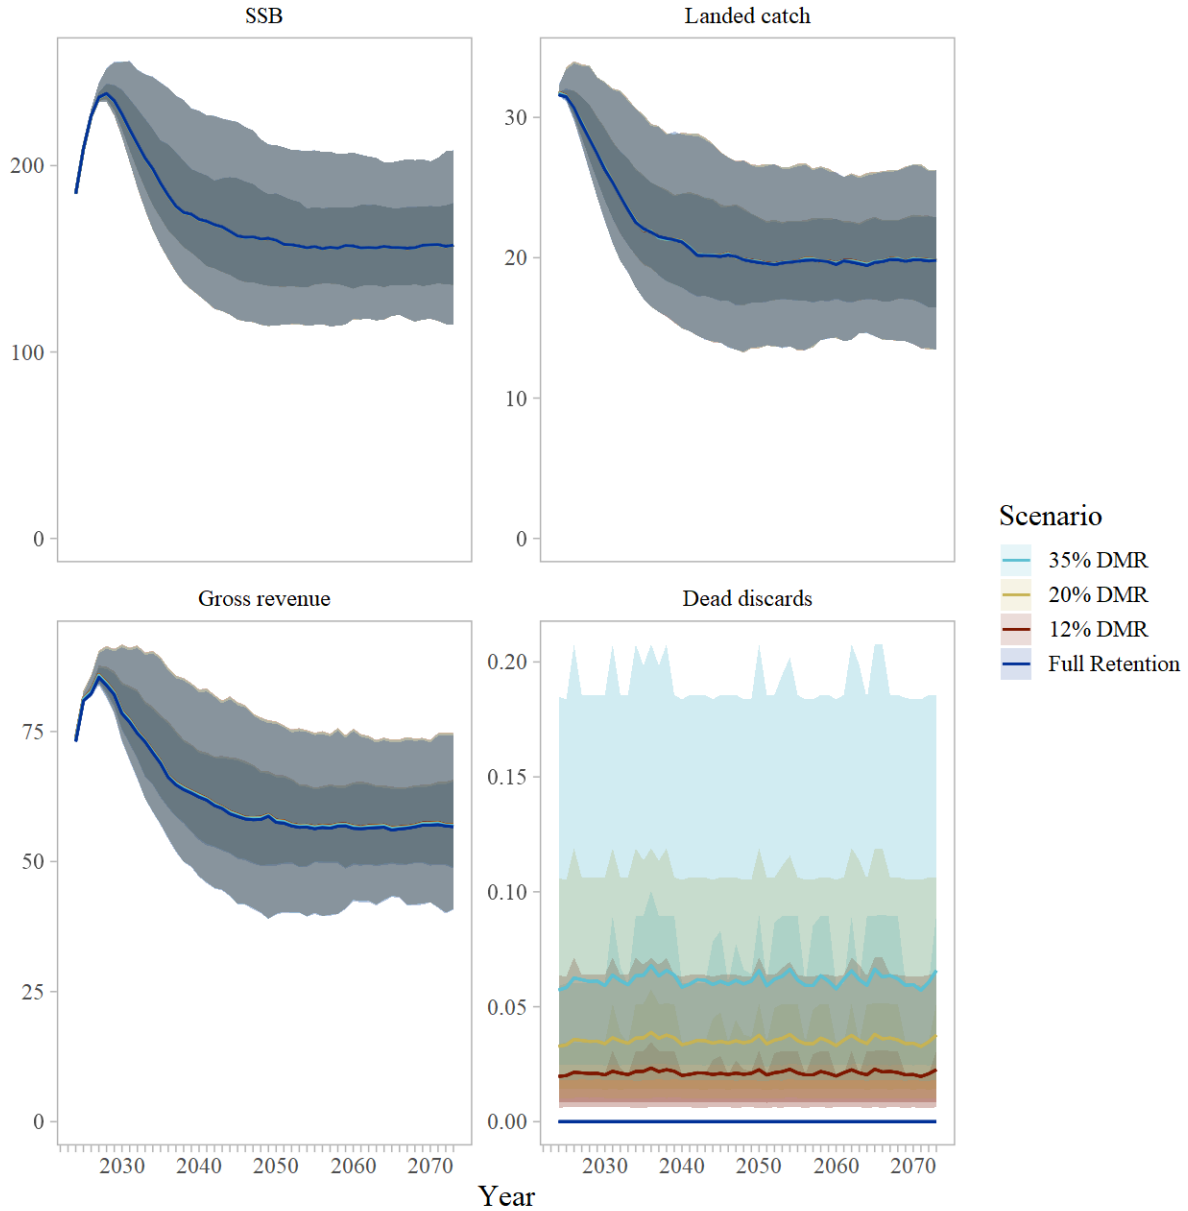 SSB
Landed catch
200
100
0
30
20
10
0
Gross revenue
Dead discards
75
50
25
0
0.20
0.15
0.10
0.05
0.00
2030 2040 2050 2060 2070
2030 2040 2050 2060 2070
Year
Scenario
35% DMR
20% DMR
12% DMR
Full Retention